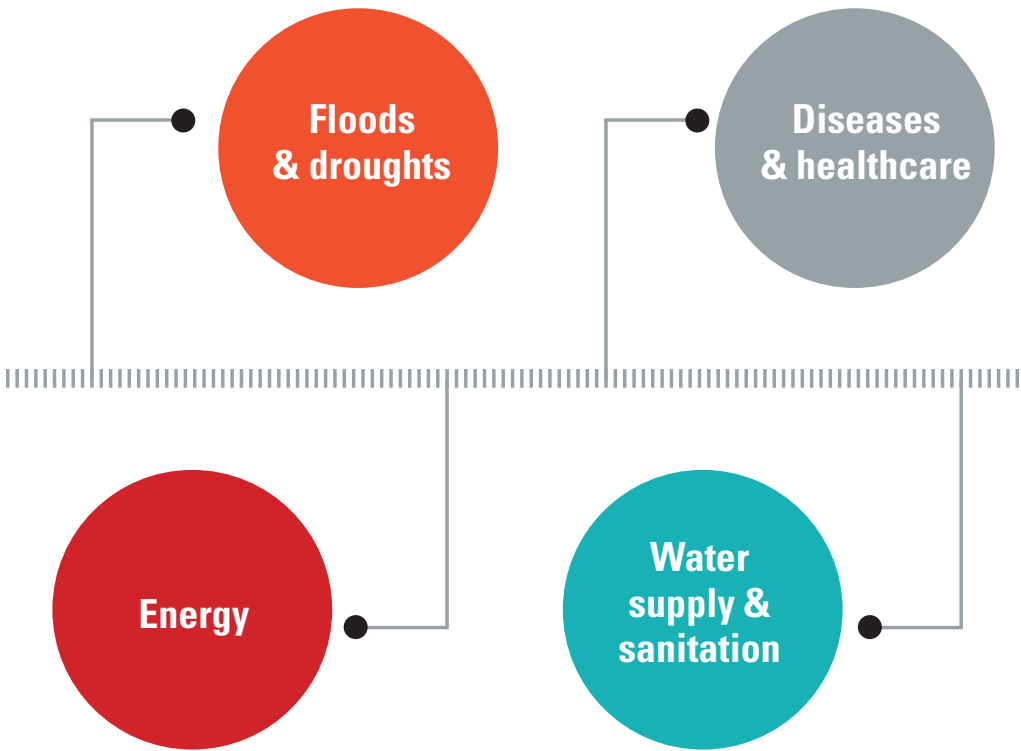 Floods
& droughts
Diseases
& healthcare
Energy
Water
supply &
sanitation